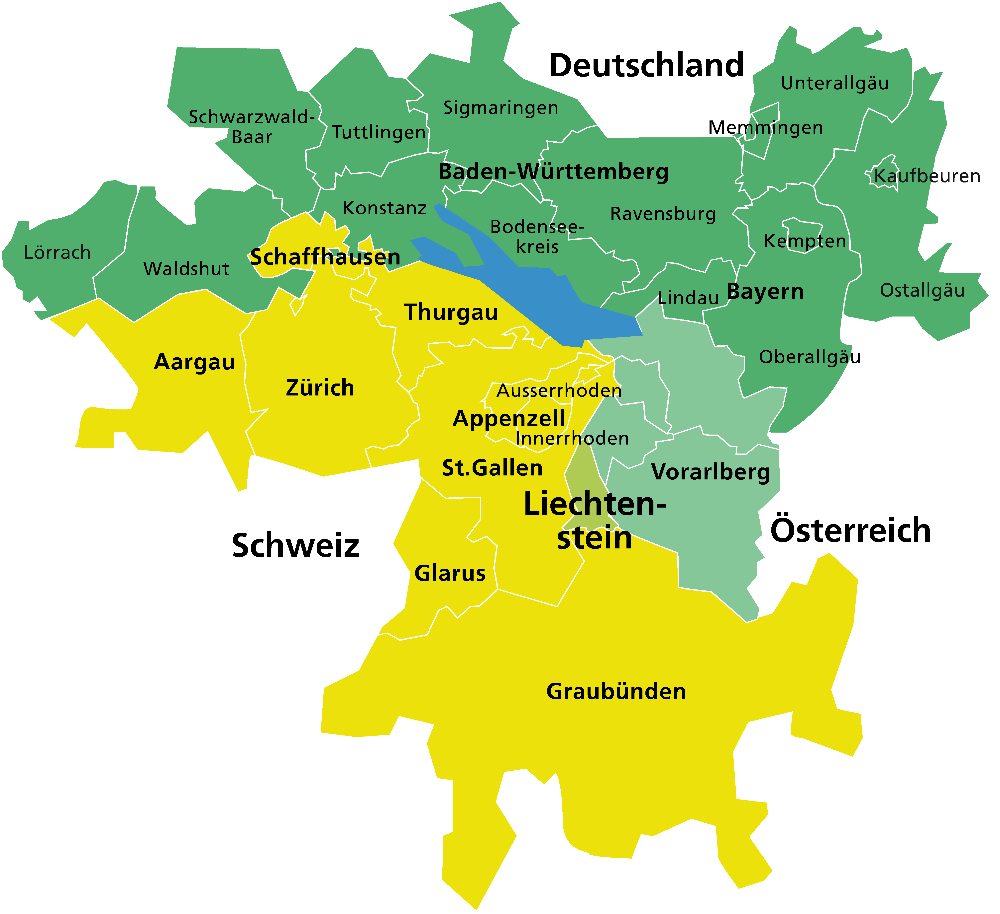 Deutschland
Unterallgäu
Sigmaringen
Schwarzwald-
Baar
Tuttlingen
Memmingen
Baden-Württemberg
Kaufbeuren
Konstanz
Ravensburg
Bodensee-
kreis
Kempten
Lörrach
Schaffhausen
Waldshut
Lindau
Bayern
Ostallgäu
Thurgau
Oberallgäu
Aargau
Zürich
Ausserrhoden
Appenzell
Innerrhoden
St.Gallen
Vorarlberg
Liechten-
stein
Österreich
Schweiz
Glarus
Graubünden